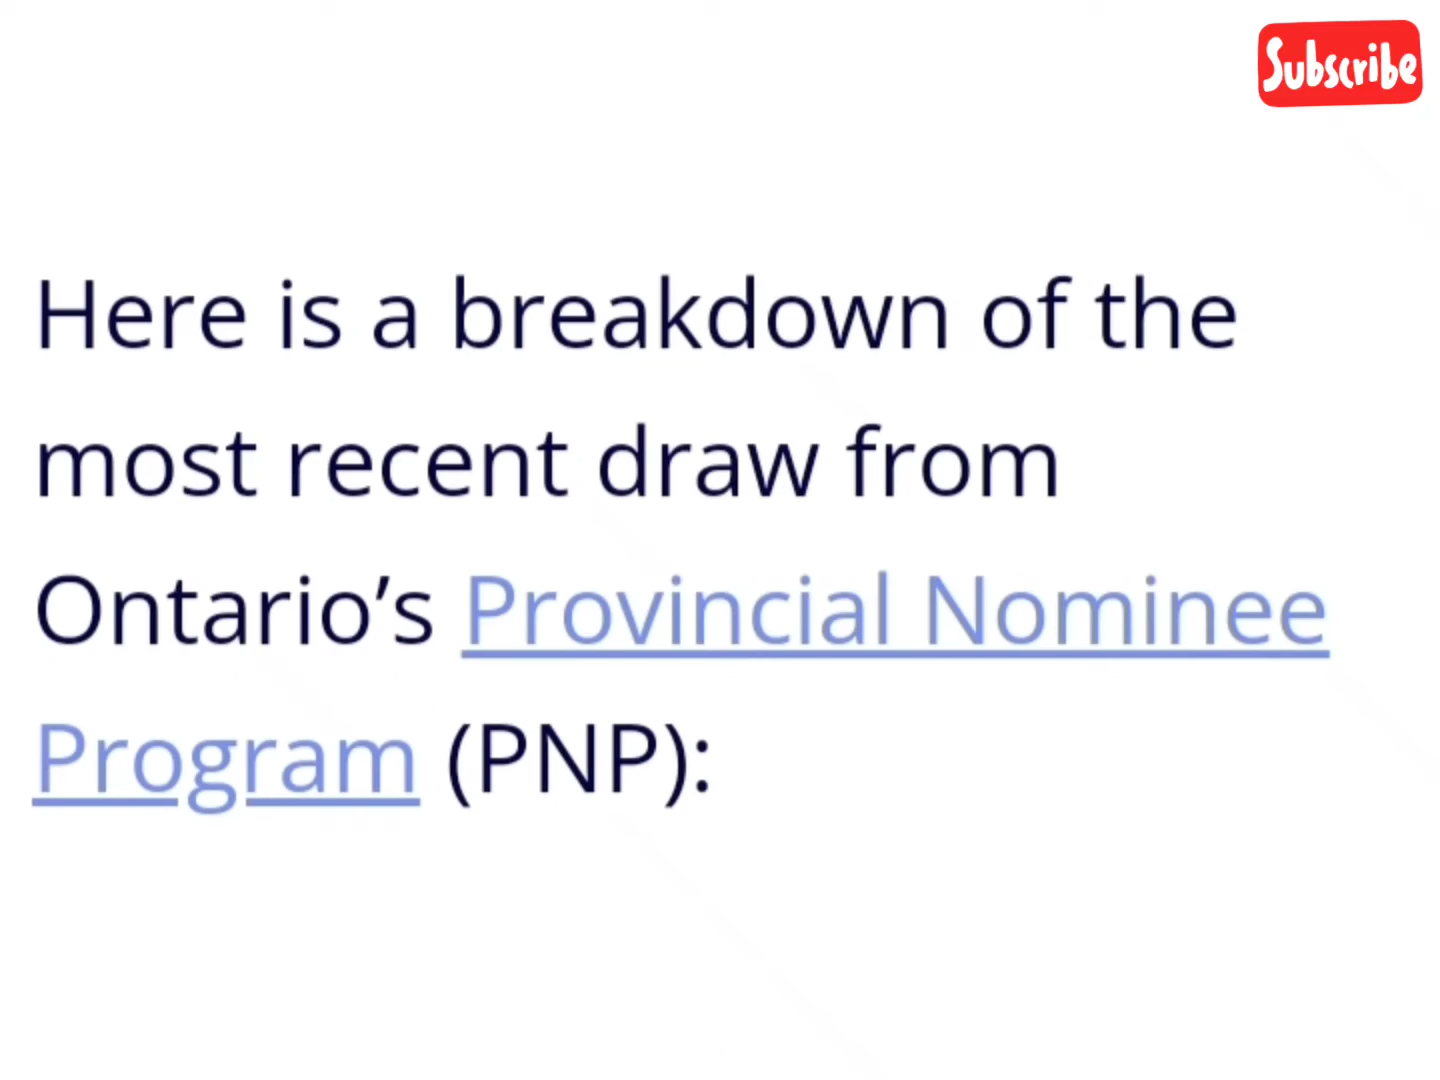 Subscribe
Here is a breakdown of the
most recent draw from
Ontario’s Provincial Nominee
Program (PNP):